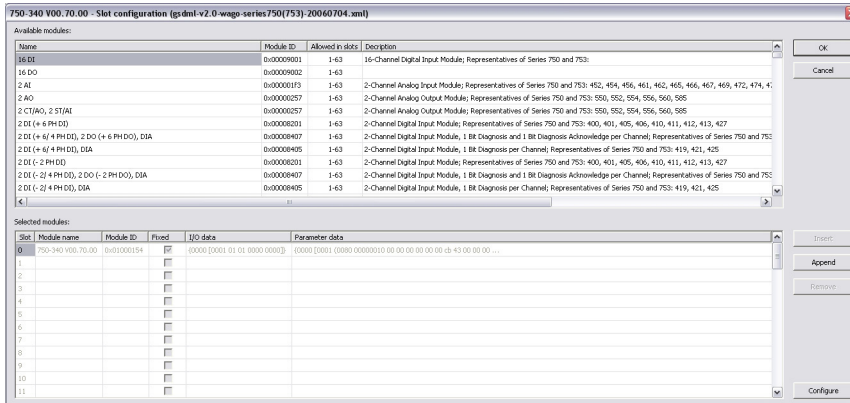 750-340 V00.70.00 - Slot configuration (gsdml-v2.0-wago-series750(753)-20060704.xml)
Available modules:
Name Module ID Allowed in slots Decription
16 DI 0x00009001 1-63 16-Channel Digital Input Module; Representatives of Series 750 and 753:
16 DO 0x00009002 1-63
2 AI 0x000001F3 1-63 2-Channel Analog Input Module; Representatives of Series 750 and 753: 452, 454, 456, 461, 462, 465, 466, 467, 469, 472, 474, 47
2 AO 0x00000257 1-63 2-Channel Analog Output Module; Representatives of Series 750 and 753: 550, 552, 554, 556, 560, 585
2 CT/AO, 2 ST/AI 0x00000257 1-63 2-Channel Analog Output Module; Representatives of Series 750 and 753: 550, 552, 554, 556, 560, 585
2 DI (+ 6 PH DI) 0x00008201 1-63 2-Channel Digital Input Module; Representatives of Series 750 and 753: 400, 401, 405, 406, 410, 411, 412, 413, 427
2 DI (+ 6/ 4 PH DI), 2 DO (+ 6 PH DO), DIA 0x00008407 1-63 2-Channel Digital Input Module, 1 Bit Diagnosis and 1 Bit Diagnosis Acknowledge per Channel; Representatives of Series 750 and 753
2 DI (+ 6/ 4 PH DI), DIA 0x00008405 1-63 2-Channel Digital Input Module, 1 Bit Diagnosis per Channel; Representatives of Series 750 and 753: 419, 421, 425
2 DI (- 2 PH DI) 0x00008201 1-63 2-Channel Digital Input Module; Representatives of Series 750 and 753: 400, 401, 405, 406, 410, 411, 412, 413, 427
2 DI (- 2/ 4 PH DI), 2 DO (- 2 PH DO), DIA 0x00008407 1-63 2-Channel Digital Input Module, 1 Bit Diagnosis and 1 Bit Diagnosis Acknowledge per Channel; Representatives of Series 750 and 753
2 DI (- 2/ 4 PH DI), DIA 0x00008405 1-63 2-Channel Digital Input Module, 1 Bit Diagnosis per Channel; Representatives of Series 750 and 753: 419, 421, 425
OK
Cancel
Selected modules:
Slot Module name Module ID Fixed I/O data Parameter data
0 750-340 V00.70.00 0x01000154 (0000 [0001 01 01 0000 0000]) (0000 [0001 (0080:00000010 00 00 00 00 00 00 cb 43 00 00 00 ...
1
2
3
4
5
6
7
8
9
10
11
Insert
Append
Remove
Configure